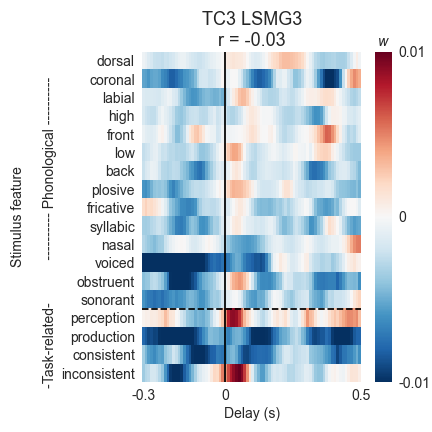 TC3 LSMG3
r = -0.03
w
dorsal
coronal
labial
high
front
low
back
plosive
fricative
syllabic
nasal
voiced
obstruent
sonorant
perception
production
consistent
inconsistent
Stimulus feature
---------- Phonological ----------
-Task-related-
-0.3 0 0.5
Delay (s)
0.01
0
-0.01